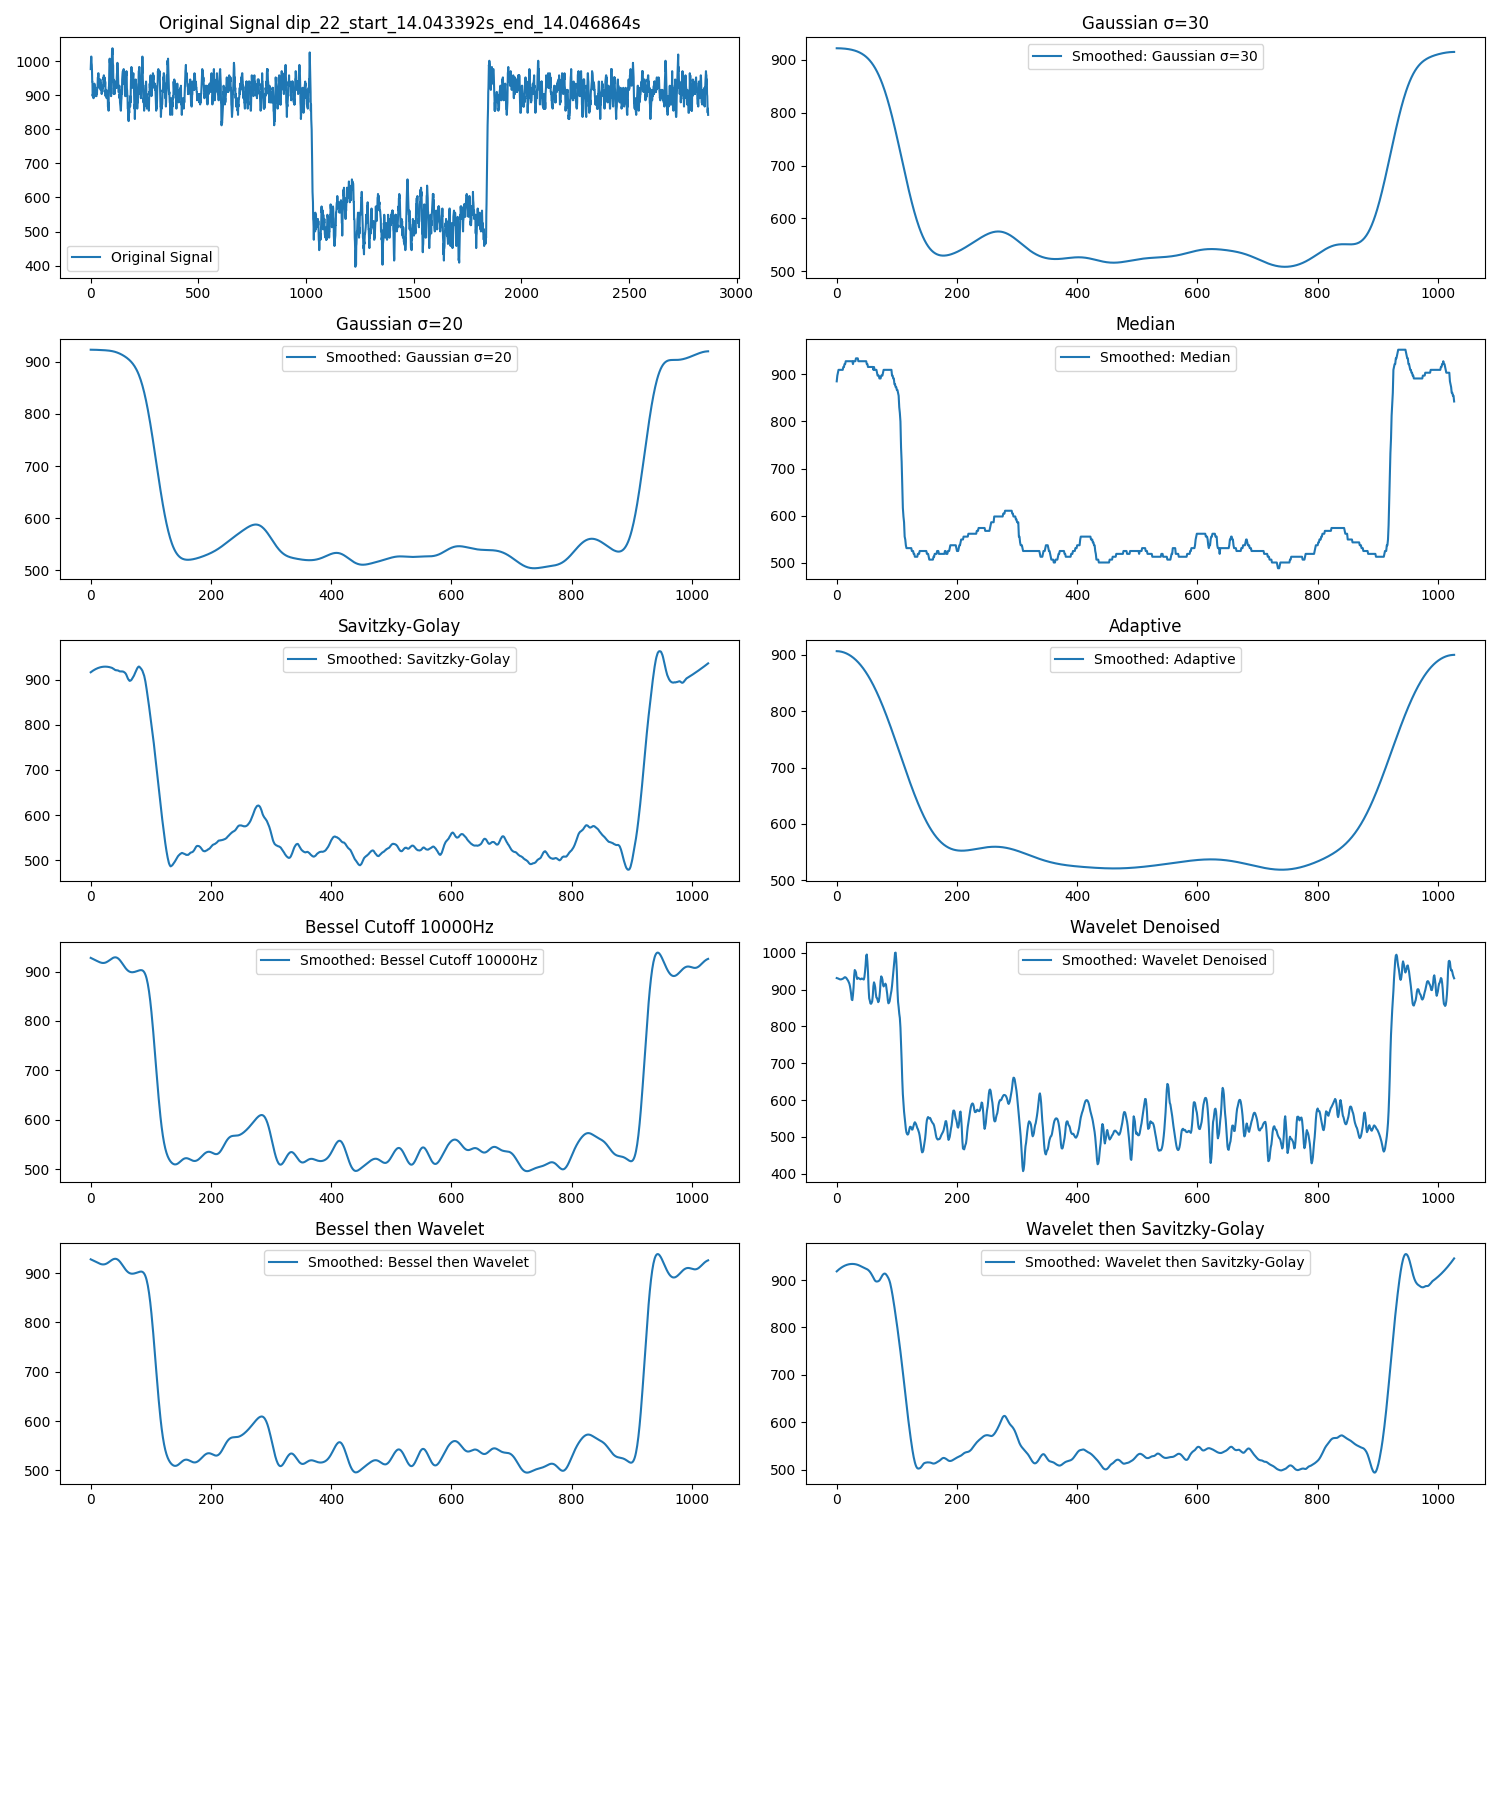 Original Signal dip_22_start_14.043392s_end_14.046864s
1000
900
800
700
600
500
400
Original Signal
0 500 1000 1500 2000 2500 3000
Gaussian σ=30
900
800
700
600
500
Smoothed: Gaussian σ=30
0 200 400 600 800 1000
Gaussian σ=20
900
800
700
600
500
Smoothed: Gaussian σ=20
0 200 400 600 800 1000
Median
900
800
700
600
500
Smoothed: Median
0 200 400 600 800 1000
Savitzky-Golay
900
800
700
600
500
Smoothed: Savitzky-Golay
0 200 400 600 800 1000
Adaptive
900
800
700
600
500
Smoothed: Adaptive
0 200 400 600 800 1000
Bessel Cutoff 10000Hz
900
800
700
600
500
Smoothed: Bessel Cutoff 10000Hz
0 200 400 600 800 1000
Wavelet Denoised
1000
900
800
700
600
500
400
Smoothed: Wavelet Denoised
0 200 400 600 800 1000
Bessel then Wavelet
900
800
700
600
500
Smoothed: Bessel then Wavelet
0 200 400 600 800 1000
Wavelet then Savitzky-Golay
900
800
700
600
500
Smoothed: Wavelet then Savitzky-Golay
0 200 400 600 800 1000